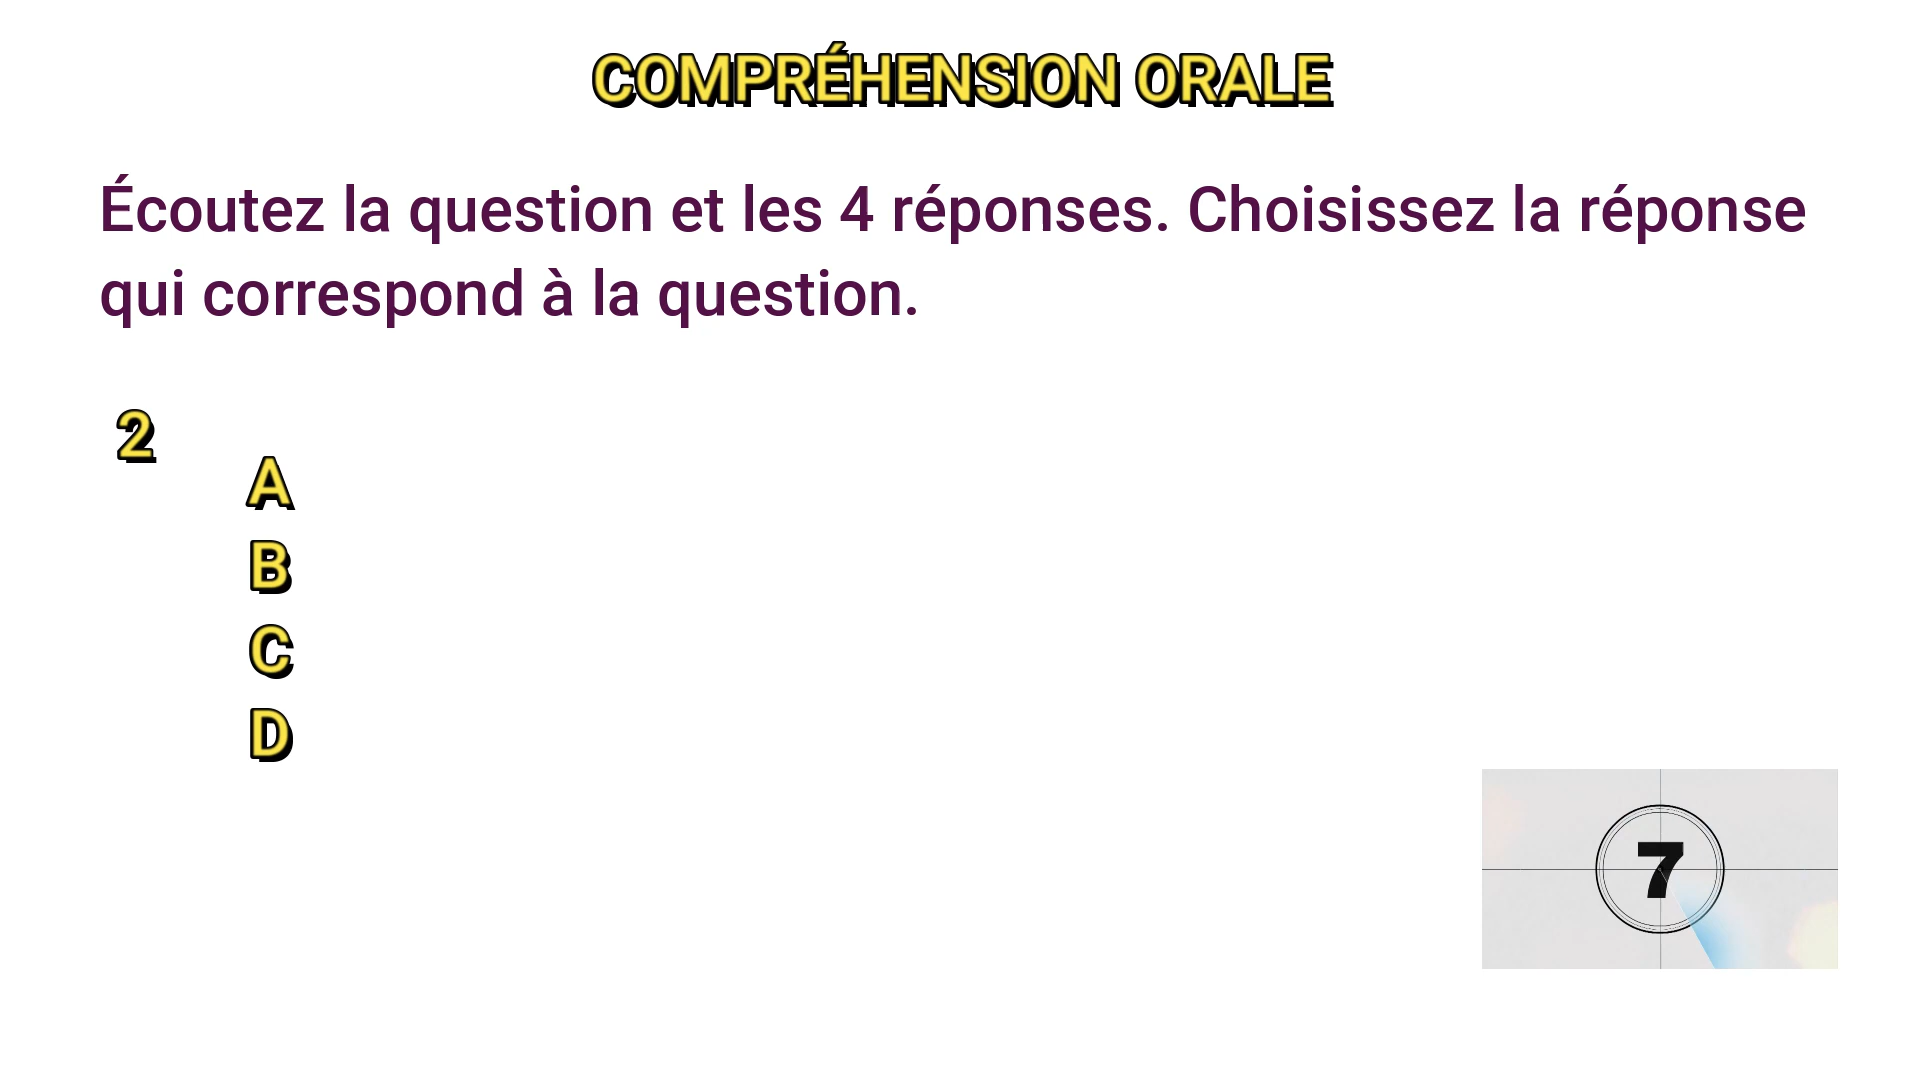 COMPRÉHENSION ORALE
Écoutez la question et les 4 réponses. Choisissez la réponse
qui correspond à la question.
2
A
B
C
D
7